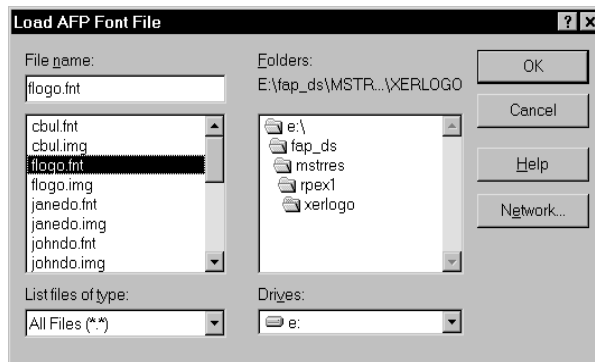 Load AFP Font File
File name:
flogo.fnt
cbul.fnt
cbul.img
flogo.fnt
flogo.img
janedo.fnt
janedo.img
johndo.fnt
johndo.img
List files of type:
All Files (*.*)
Folders:
E:\fap_ds\MSTR...\XERLOGO
e:\
fap_ds
mstrres
rpex1
xerlogo
Drives:
e:
OK
Cancel
Help
Network...